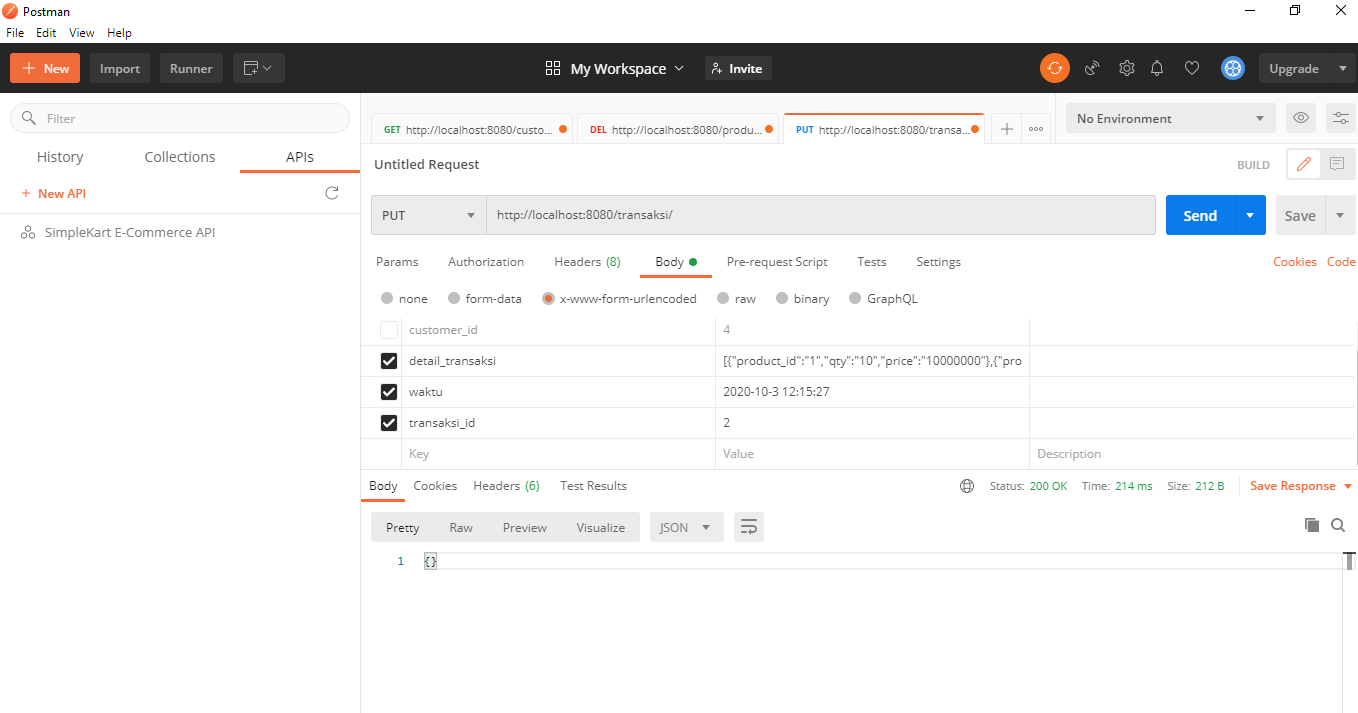 Postman
File Edit View Help
New Import Runner My Workspace Invite Upgrade
Filter
History Collections APIs
+ New API
SimpleKart E-Commerce API
GET http://localhost:8080/custo... DEL http://localhost:8080/produ... PUT http://localhost:8080/transa... No Environment
Untitled Request BUILD
PUT http://localhost:8080/transaksi/ Send Save
Params Authorization Headers (8) Body Pre-request Script Tests Settings Cookies Code
none form-data x-www-form-urlencoded raw binary GraphQL
customer_id 4
detail_transaksi [{"product_id":"1","qty":"10","price":"10000000"},{"pro
waktu 2020-10-3 12:15:27
transaksi_id 2
Key Value Description
Body Cookies Headers (6) Test Results Status: 200 OK Time: 214 ms Size: 212 B Save Response
Pretty Raw Preview Visualize JSON
1 {}